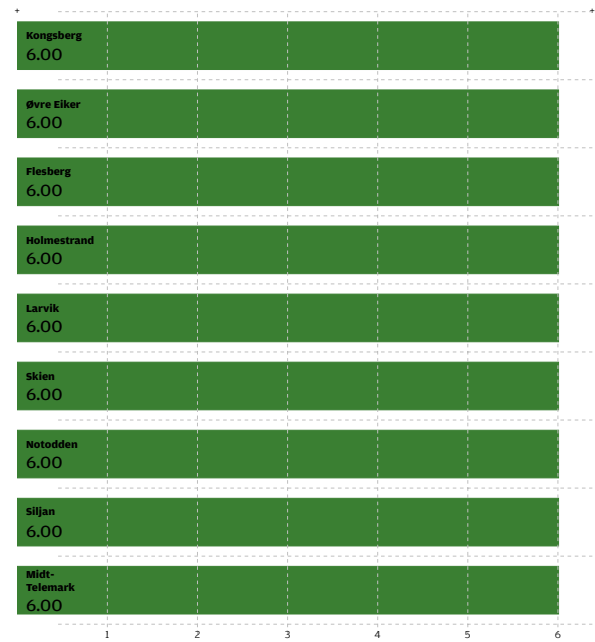 + +
Kongsberg
6.00
Øvre Eiker
6.00
Flesberg
6.00
Holmestrand
6.00
Larvik
6.00
Skien
6.00
Notodden
6.00
Siljan
6.00
Midt-
Telemark
6.00
1 2 3 4 5 6